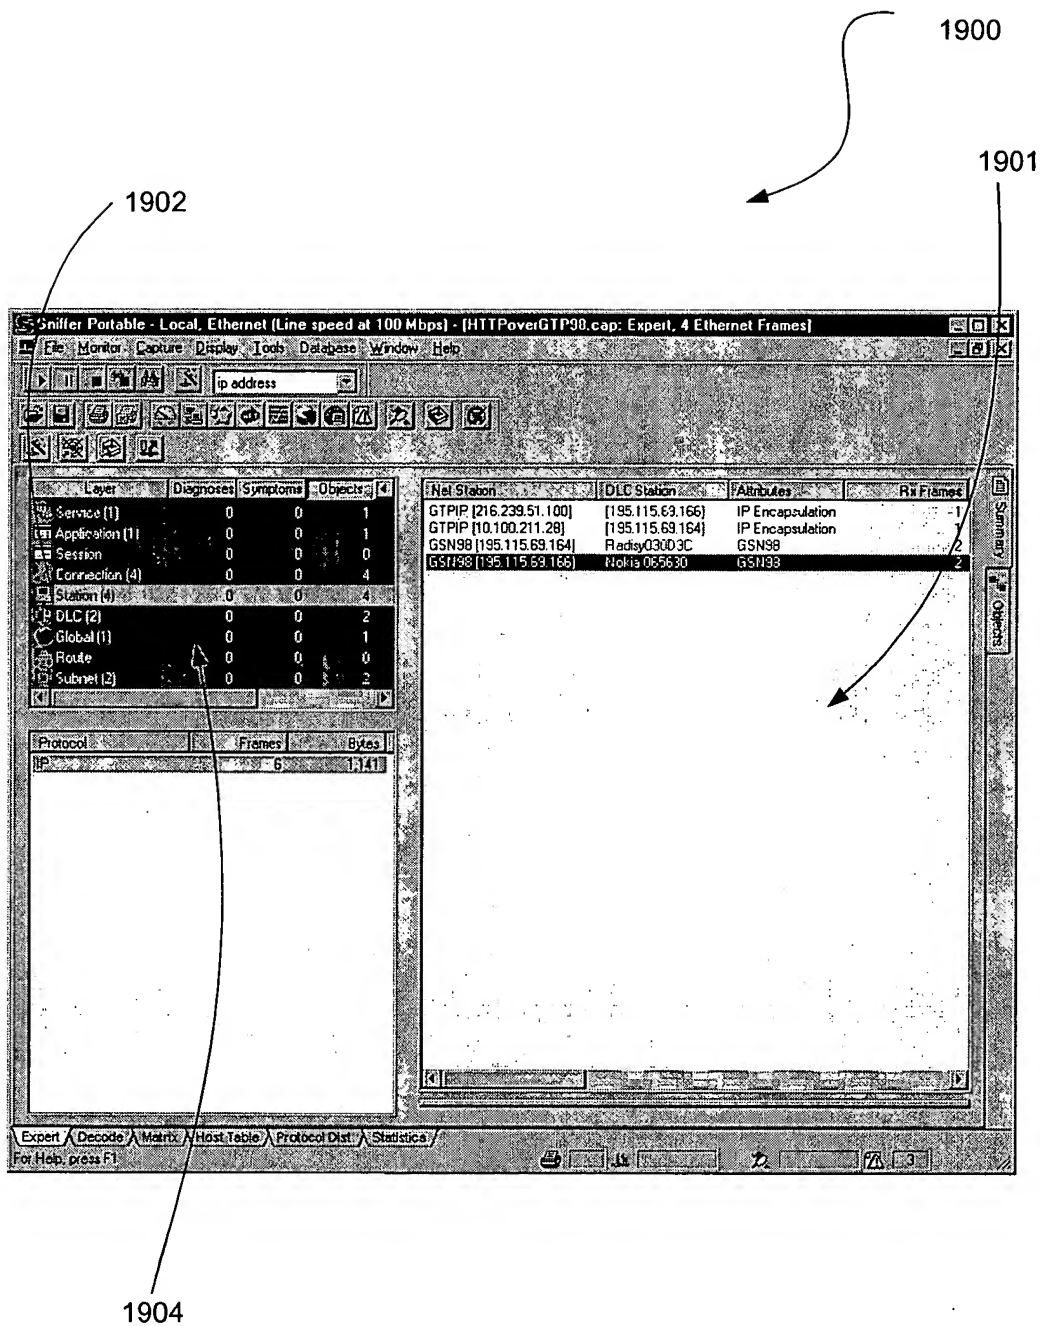 1900
1901
1902
Sniffer Portable - Local, Ethernet (Line speed at 100 Mbps) - [HTTPoverGTP98.cap: Expert, 4 Ethernet Frames]
File Monitor Capture Display Tools Database Window Help
ip address
Layer Diagnoses Symptoms Objects
Service (1) 0 0 1
Application (1) 0 0 1
Session 0 0 0
Connection (4) 0 0 4
Station (4) 0 0 4
DLC (2) 0 0 2
Global (1) 0 0 1
Route 0 0 0
Subnet (2) 0 0 2
Protocol Frames Bytes
IP 6 1,141
Net Station DLC Station Attributes Rx Frames
GTPIP [216.239.51.100] [195.115.69.166] IP Encapsulation 1
GTPIP [10.100.211.28] [195.115.69.164] IP Encapsulation 1
GSN98 [195.115.69.164] Radisy030D3C GSN98 2
GSN98 [195.115.69.166] Nokia 065630 GSN98 2
Summary
Objects
Expert Decode Matrix Host Table Protocol Dist. Statistics
For Help, press F1
3
1904